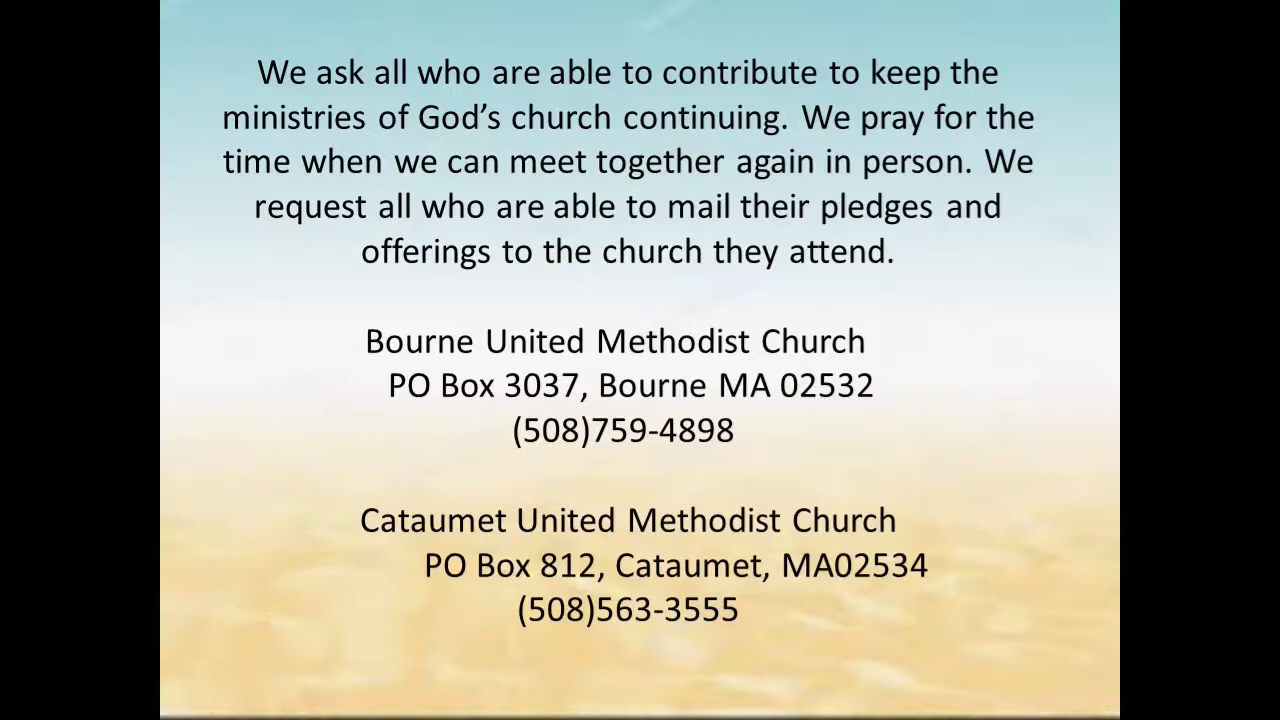 We ask all who are able to contribute to keep the
ministries of God’s church continuing. We pray for the
time when we can meet together again in person. We
request all who are able to mail their pledges and
offerings to the church they attend.
Bourne United Methodist Church
PO Box 3037, Bourne MA 02532
(508)759-4898
Cataumet United Methodist Church
PO Box 812, Cataumet, MA02534
(508)563-3555